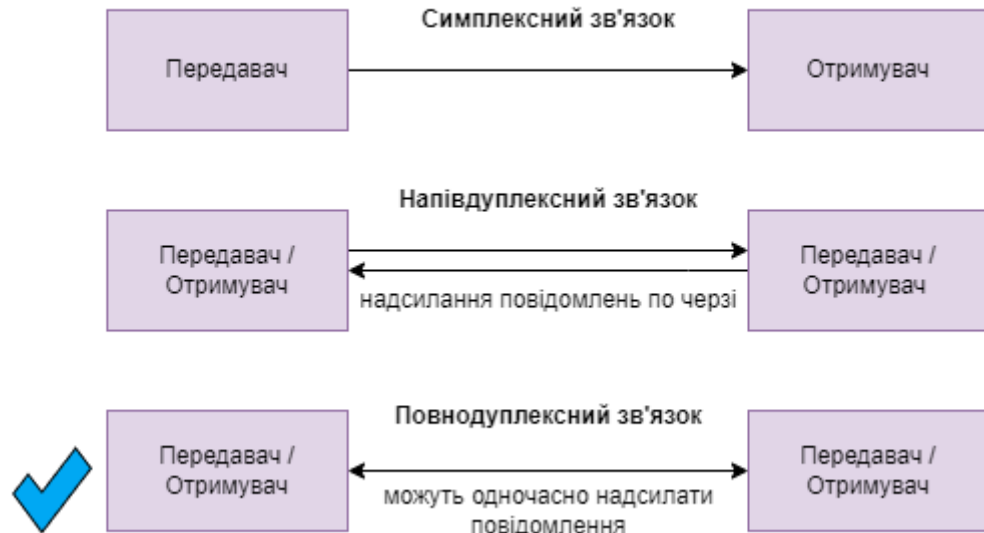 Симплексний зв'язок
Передавач
Отримувач
Напівдуплексний зв'язок
Передавач /
Отримувач
надсилання повідомлень по черзі
Передавач /
Отримувач
Повнодуплексний зв'язок
Передавач /
Отримувач
можуть одночасно надсилати
повідомлення
Передавач /
Отримувач